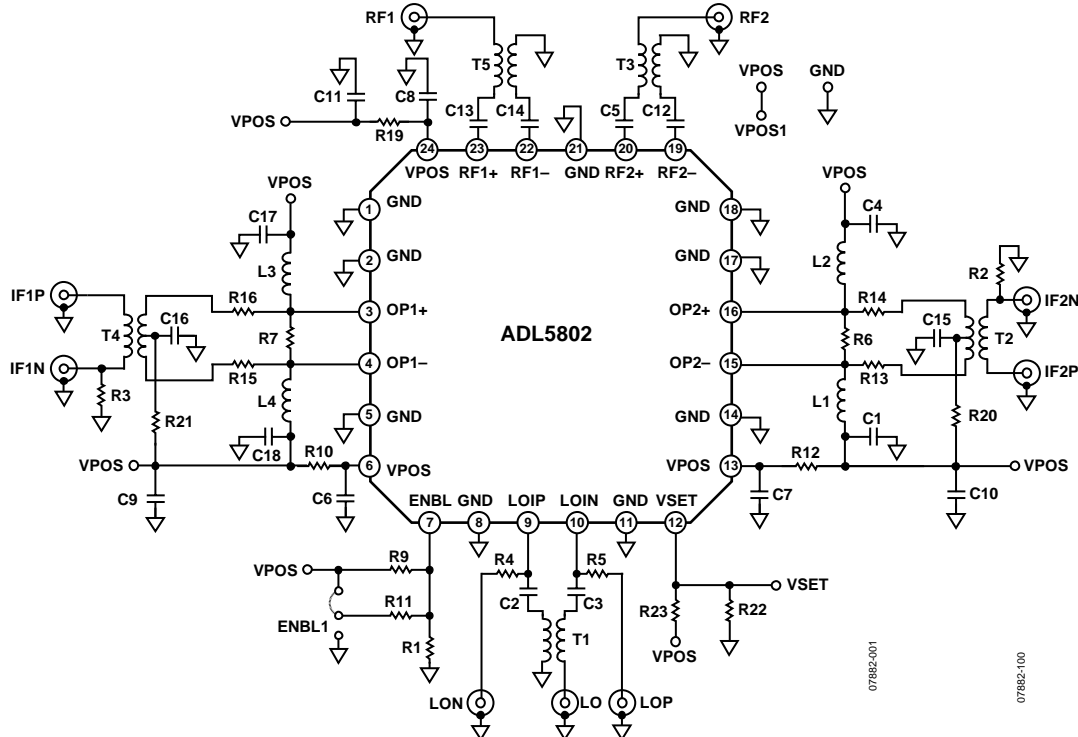 RF1
RF2
T5
T3
VPOS
GND
C11
C8
C13
C14
C5
C12
VPOS
R19
VPOS1
24
23
22
21
20
19
VPOS
RF1+
RF1–
GND
RF2+
RF2–
VPOS
VPOS
1
GND
GND
18
C17
C4
2
GND
GND
17
L3
L2
R2
IF1P
IF2N
R16
R14
3
OP1+
ADL5802
OP2+
16
T4
C16
R7
R6
C15
T2
4
OP1–
OP2–
15
IF1N
R15
R13
IF2P
R3
L4
L1
R21
R20
5
GND
GND
14
C18
C1
R10
R12
VPOS
6
VPOS
VPOS
13
VPOS
C9
C6
C7
C10
ENBL
GND
LOIP
LOIN
GND
VSET
7
8
9
10
11
12
VPOS
R9
R4
R5
C2
C3
VSET
R11
R23
R22
ENBL1
R1
T1
VPOS
LON
LO
LOP
07882-001
07882-100